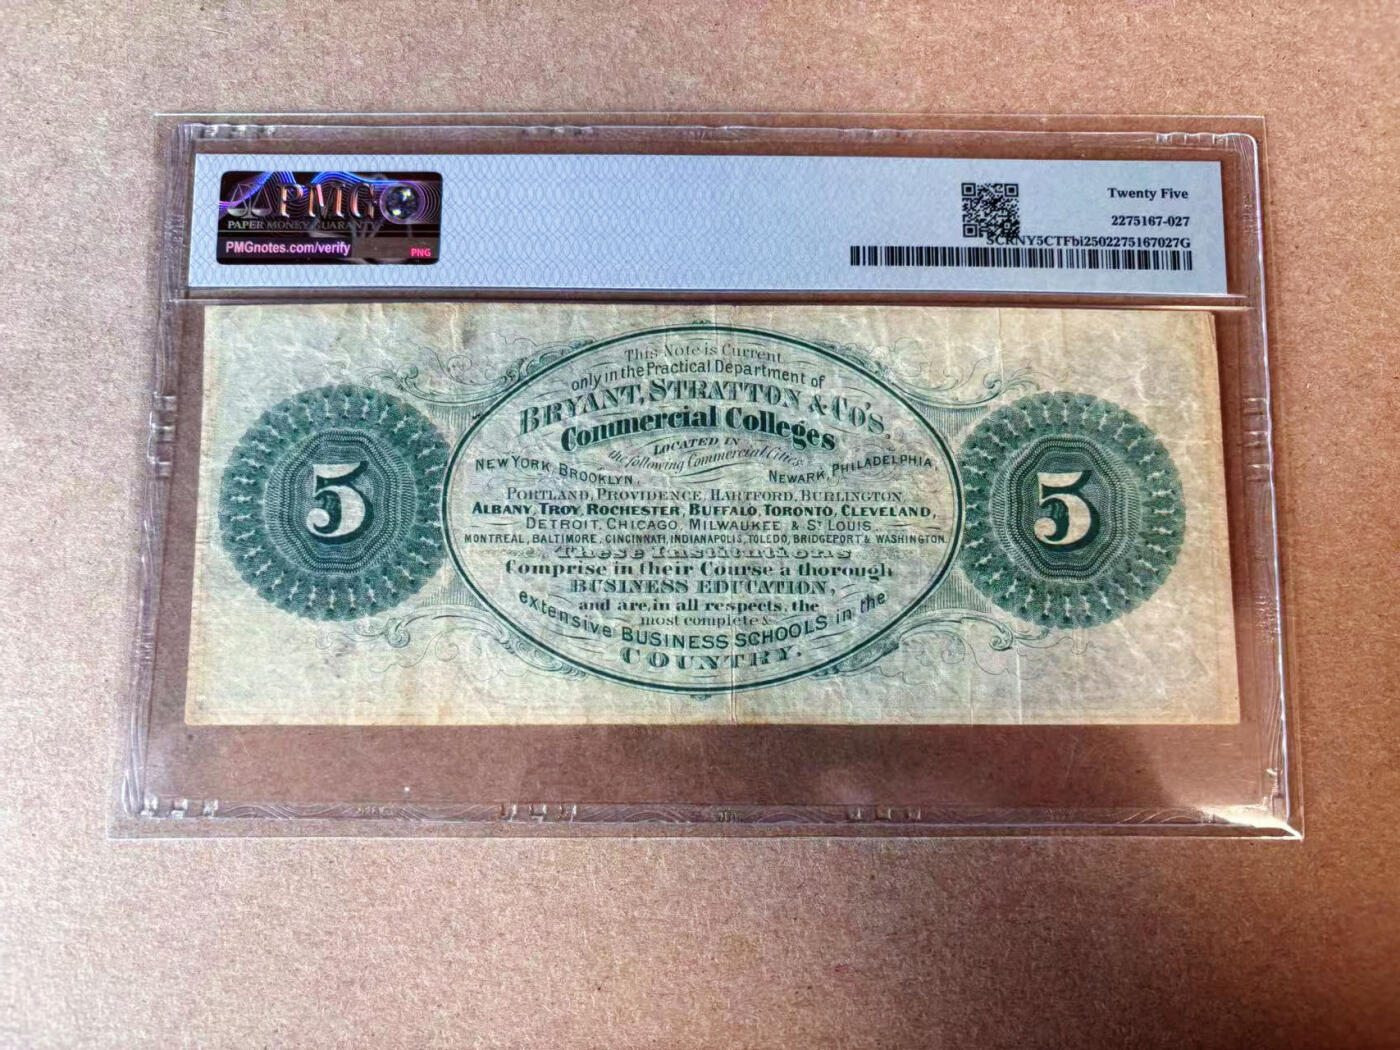 PMG
PAPER MONEY GUARANTY
PMGnotes.com/verify
PNG
Twenty Five
2275167-027
SCRNY5CTFbi2502275167027G
This Note is Current
only in the Practical Department of
BRYANT, STRATTON & CO'S.
Commercial Colleges
LOCATED IN
the following Commercial Cities
NEW YORK, BROOKLYN, NEWARK, PHILADELPHIA,
PORTLAND, PROVIDENCE, HARTFORD, BURLINGTON,
ALBANY, TROY, ROCHESTER, BUFFALO, TORONTO, CLEVELAND,
DETROIT, CHICAGO, MILWAUKEE & ST LOUIS.
MONTREAL, BALTIMORE, CINCINNATI, INDIANAPOLIS, TOLEDO, BRIDGEPORT & WASHINGTON.
These Institutions
Comprise in their Course a thorough
BUSINESS EDUCATION,
and are, in all respects, the
most complete &
extensive BUSINESS SCHOOLS in the
COUNTRY.
5
5